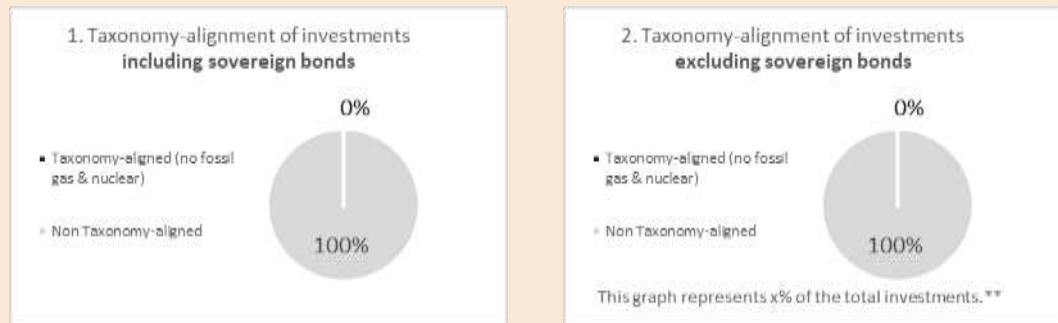 1. Taxonomy-alignment of investments
including sovereign bonds
0%
Taxonomy-aligned (no fossil
gas & nuclear)
Non Taxonomy-aligned
100%
2. Taxonomy-alignment of investments
excluding sovereign bonds
0%
Taxonomy-aligned (no fossil
gas & nuclear)
Non Taxonomy-aligned
100%
This graph represents x% of the total investments.**